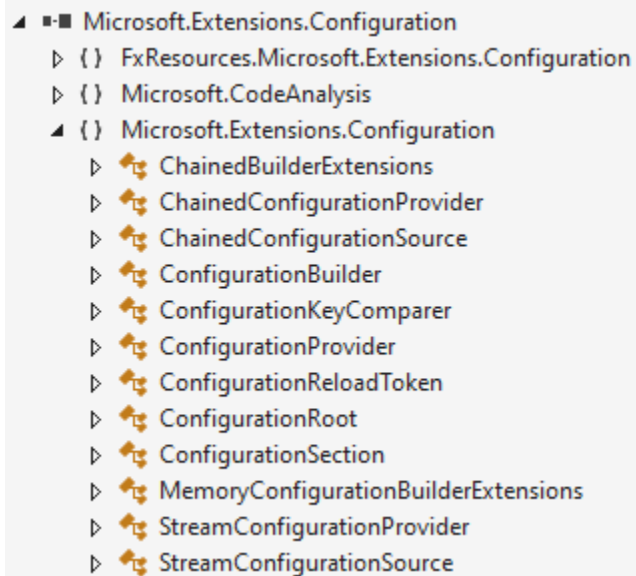 Microsoft.Extensions.Configuration
{ } FxResources.Microsoft.Extensions.Configuration
{ } Microsoft.CodeAnalysis
{ } Microsoft.Extensions.Configuration
ChainedBuilderExtensions
ChainedConfigurationProvider
ChainedConfigurationSource
ConfigurationBuilder
ConfigurationKeyComparer
ConfigurationProvider
ConfigurationReloadToken
ConfigurationRoot
ConfigurationSection
MemoryConfigurationBuilderExtensions
StreamConfigurationProvider
StreamConfigurationSource